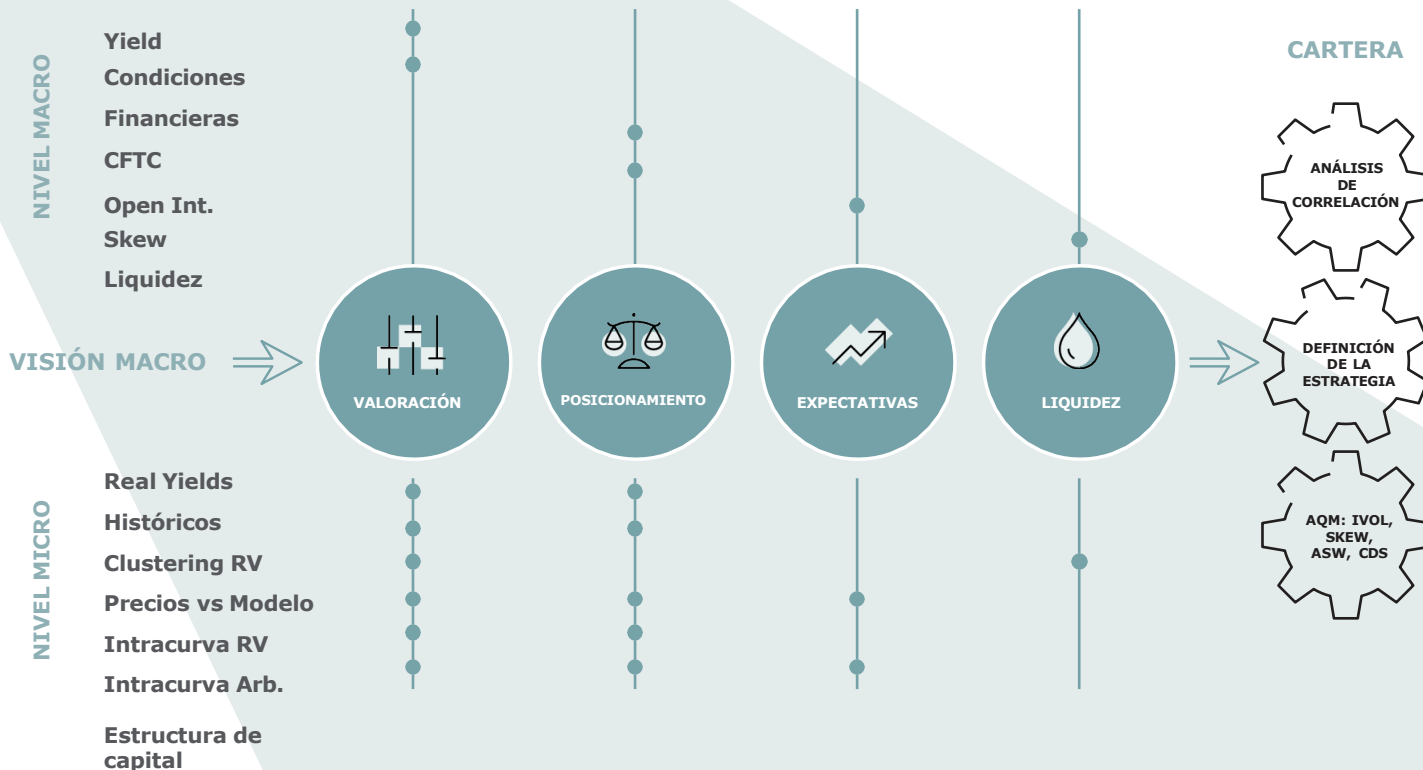 NIVEL MACRO
Yield
Condiciones
Financieras
CFTC
Open Int.
Skew
Liquidez
CARTERA
ANÁLISIS
DE
CORRELACIÓN
VISIÓN MACRO
VALORACIÓN
POSICIONAMIENTO
EXPECTATIVAS
LIQUIDEZ
DEFINICIÓN
DE LA
ESTRATEGIA
NIVEL MICRO
Real Yields
Históricos
Clustering RV
Precios vs Modelo
Intracurva RV
Intracurva Arb.
Estructura de
capital
AQM: IVOL,
SKEW,
ASW, CDS